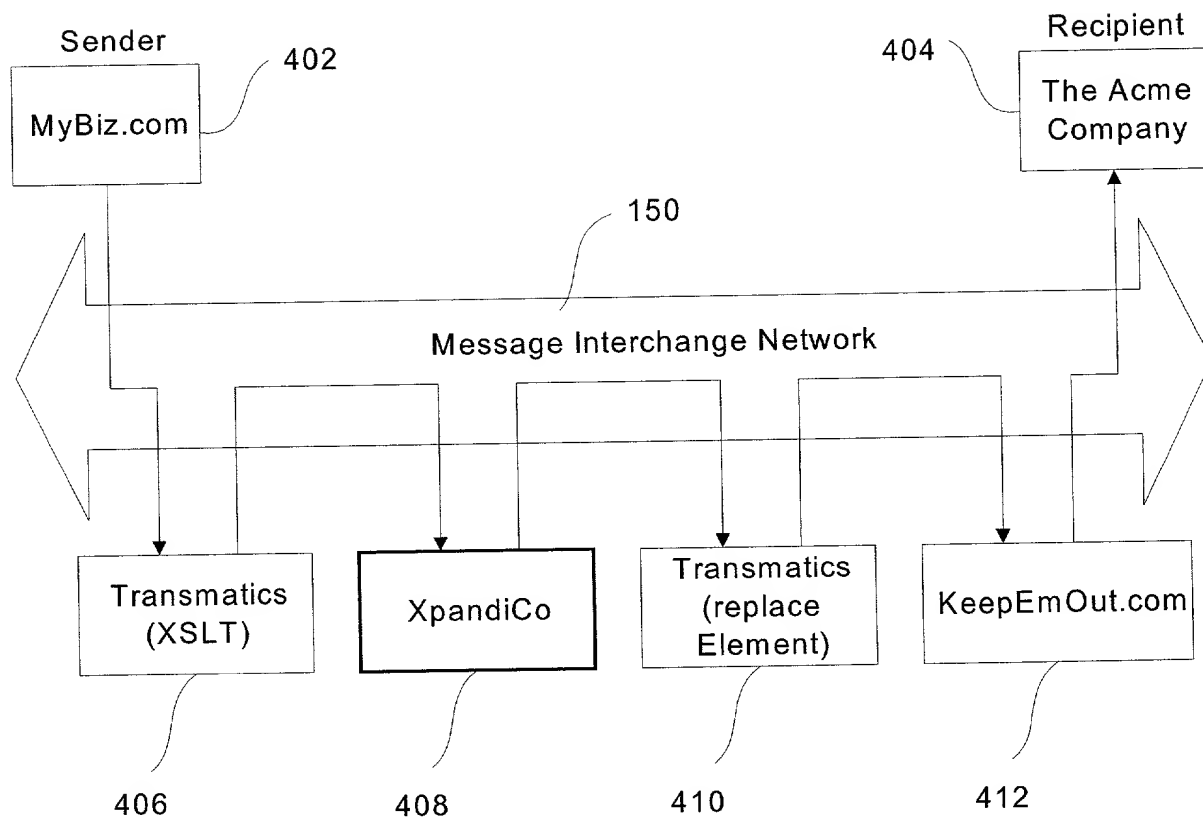 Sender
402
MyBiz.com
Recipient
404
The Acme
Company
150
Message Interchange Network
Transmatics
(XSLT)
XpandiCo
Transmatics
(replace
Element)
KeepEmOut.com
406
408
410
412